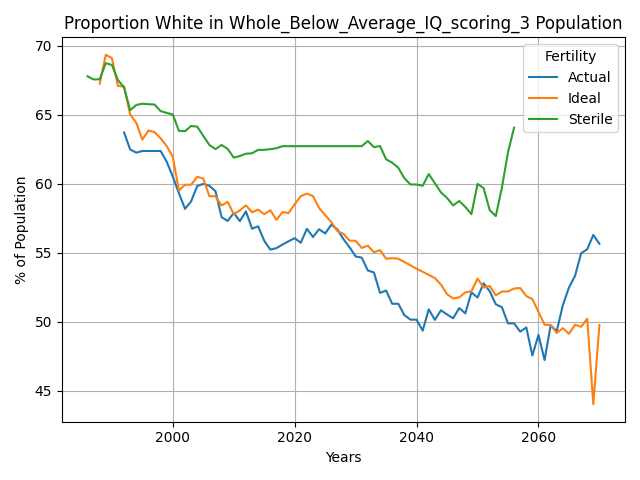 Proportion White in Whole_Below_Average_IQ_scoring_3 Population
% of Population
70
65
60
55
50
45
Fertility
Actual
Ideal
Sterile
2000
2020
2040
2060
Years